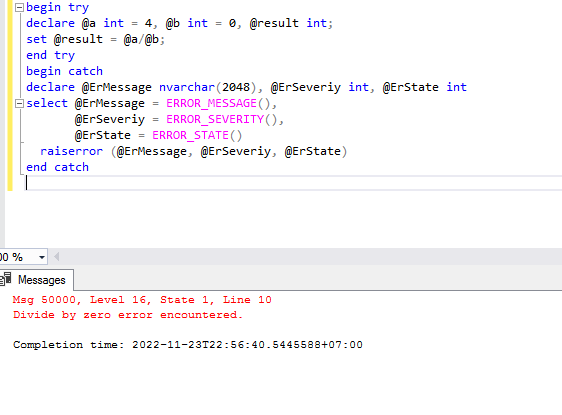 begin try
declare @a int = 4, @b int = 0, @result int;
set @result = @a/@b;
end try
begin catch
declare @ErMessage nvarchar(2048), @ErSeveriy int, @ErState int
select @ErMessage = ERROR_MESSAGE(),
@ErSeveriy = ERROR_SEVERITY(),
@ErState = ERROR_STATE()
raiserror (@ErMessage, @ErSeveriy, @ErState)
end catch
00 %
Messages
Msg 50000, Level 16, State 1, Line 10
Divide by zero error encountered.
Completion time: 2022-11-23T22:56:40.5445588+07:00